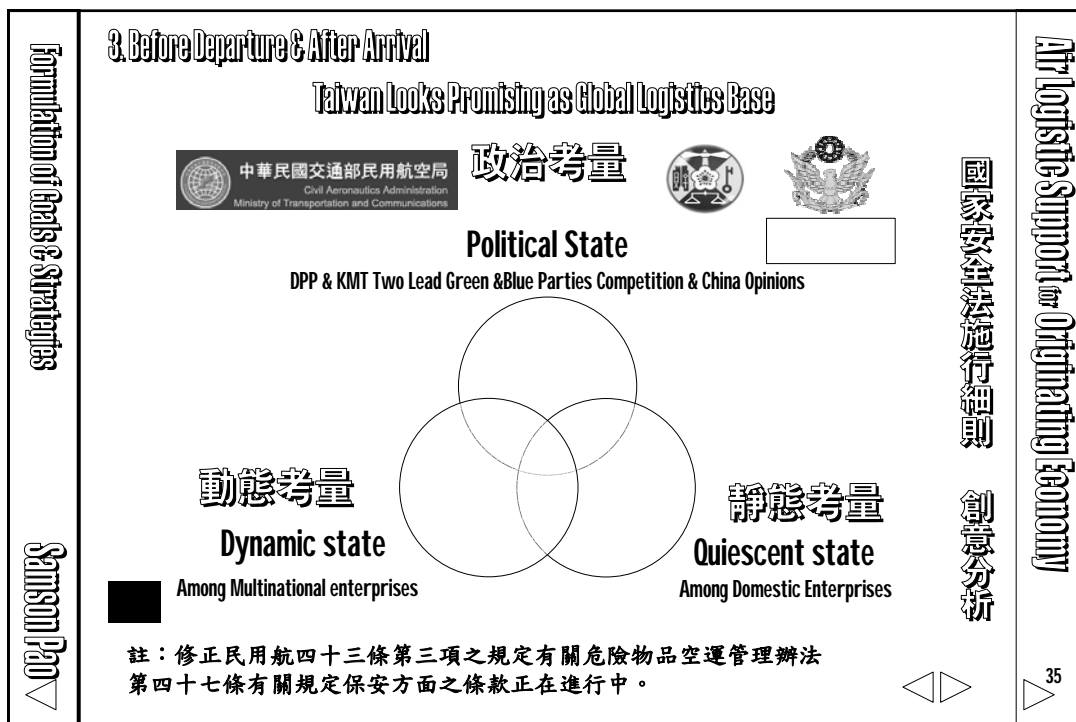 3. Before Departure & After Arrival
Taiwan Looks Promising as Global Logistics Base
中華民國交通部民用航空局
Civil Aeronautics Administration
Ministry of Transportation and Communications
政治考量
Political State
DPP & KMT Two Lead Green &Blue Parties Competition & China Opinions
動態考量
Dynamic state
Among Multinational enterprises
靜態考量
Quiescent state
Among Domestic Enterprises
註：修正民用航四十三條第三項之規定有關危險物品空運管理辦法
第四十七條有關規定保安方面之條款正在進行中。
國家安全法施行細則 創意分析
Formulation of Goals & Strategies
Samson Pao
Air Logistic Support for Originating Economy
35